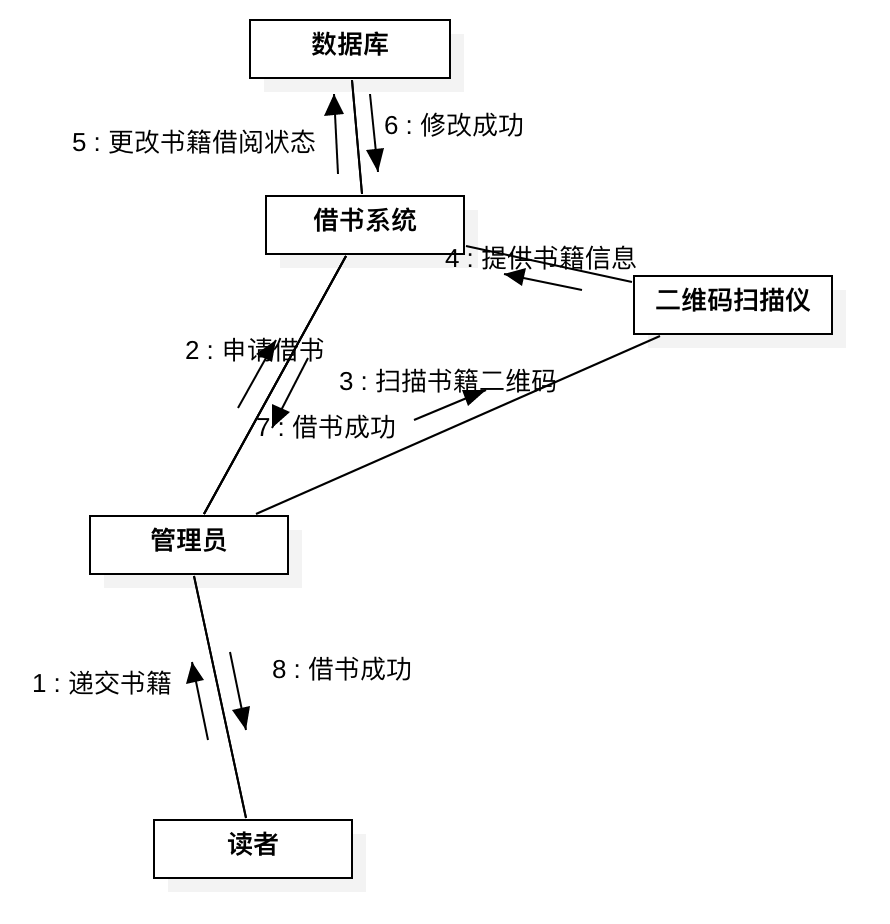 数据库
6 : 修改成功
5 : 更改书籍借阅状态
借书系统
4 : 提供书籍信息
二维码扫描仪
2 : 申请借书
3 : 扫描书籍二维码
7 : 借书成功
管理员
8 : 借书成功
1 : 递交书籍
读者